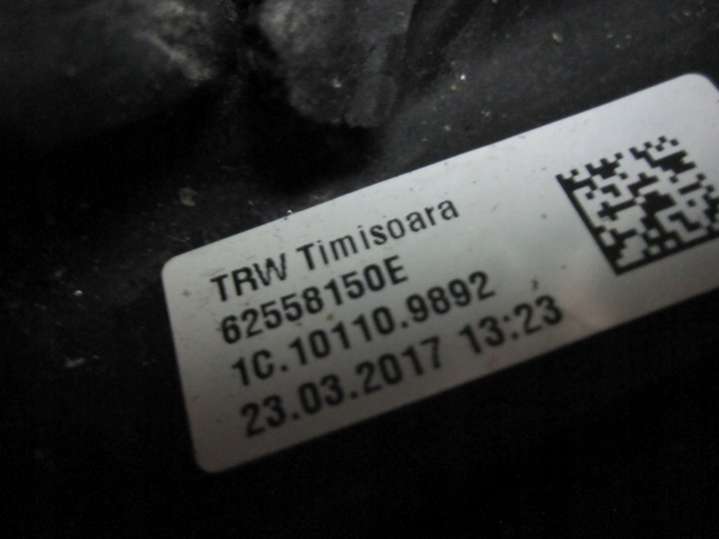 TRW Timisoara
62558150E
1C.10110.9892
23.03.2017 13:23